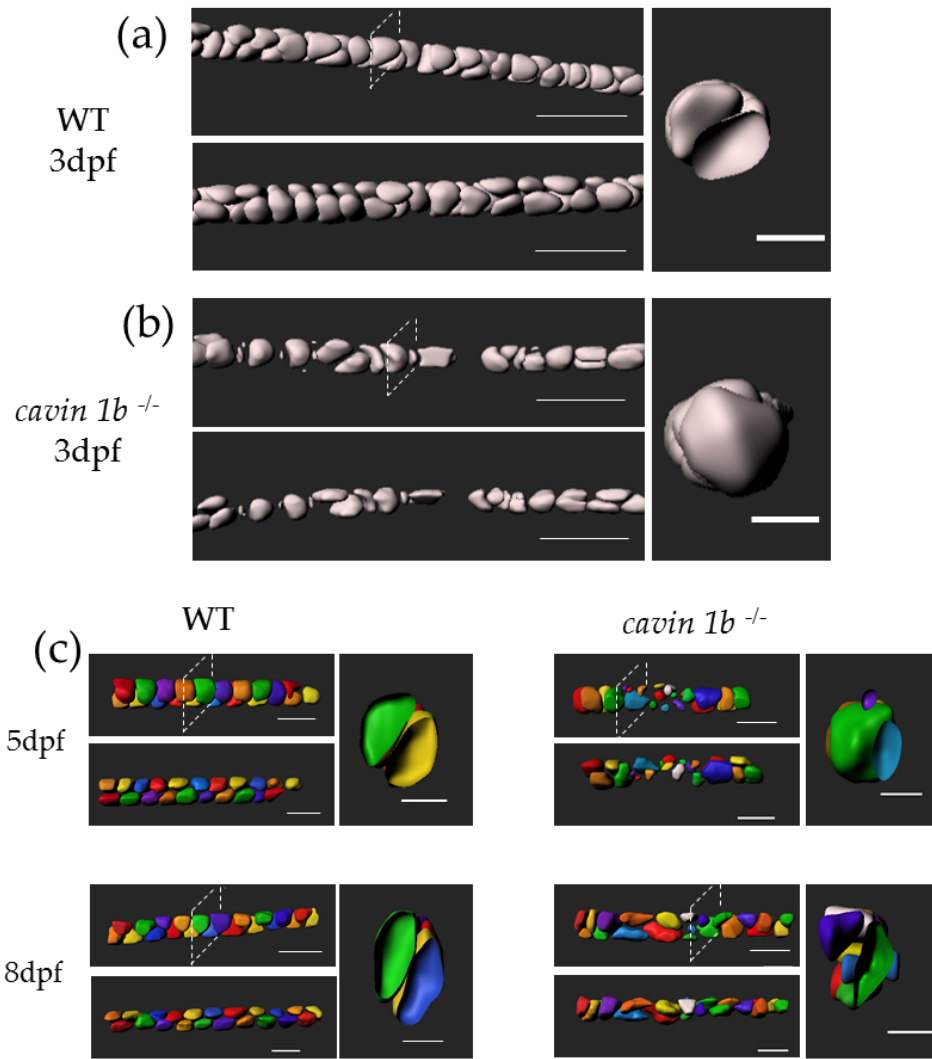 (a)
WT
3dpf
(b)
cavin 1b -/-
3dpf
WT
cavin 1b -/-
(c)
5dpf
8dpf